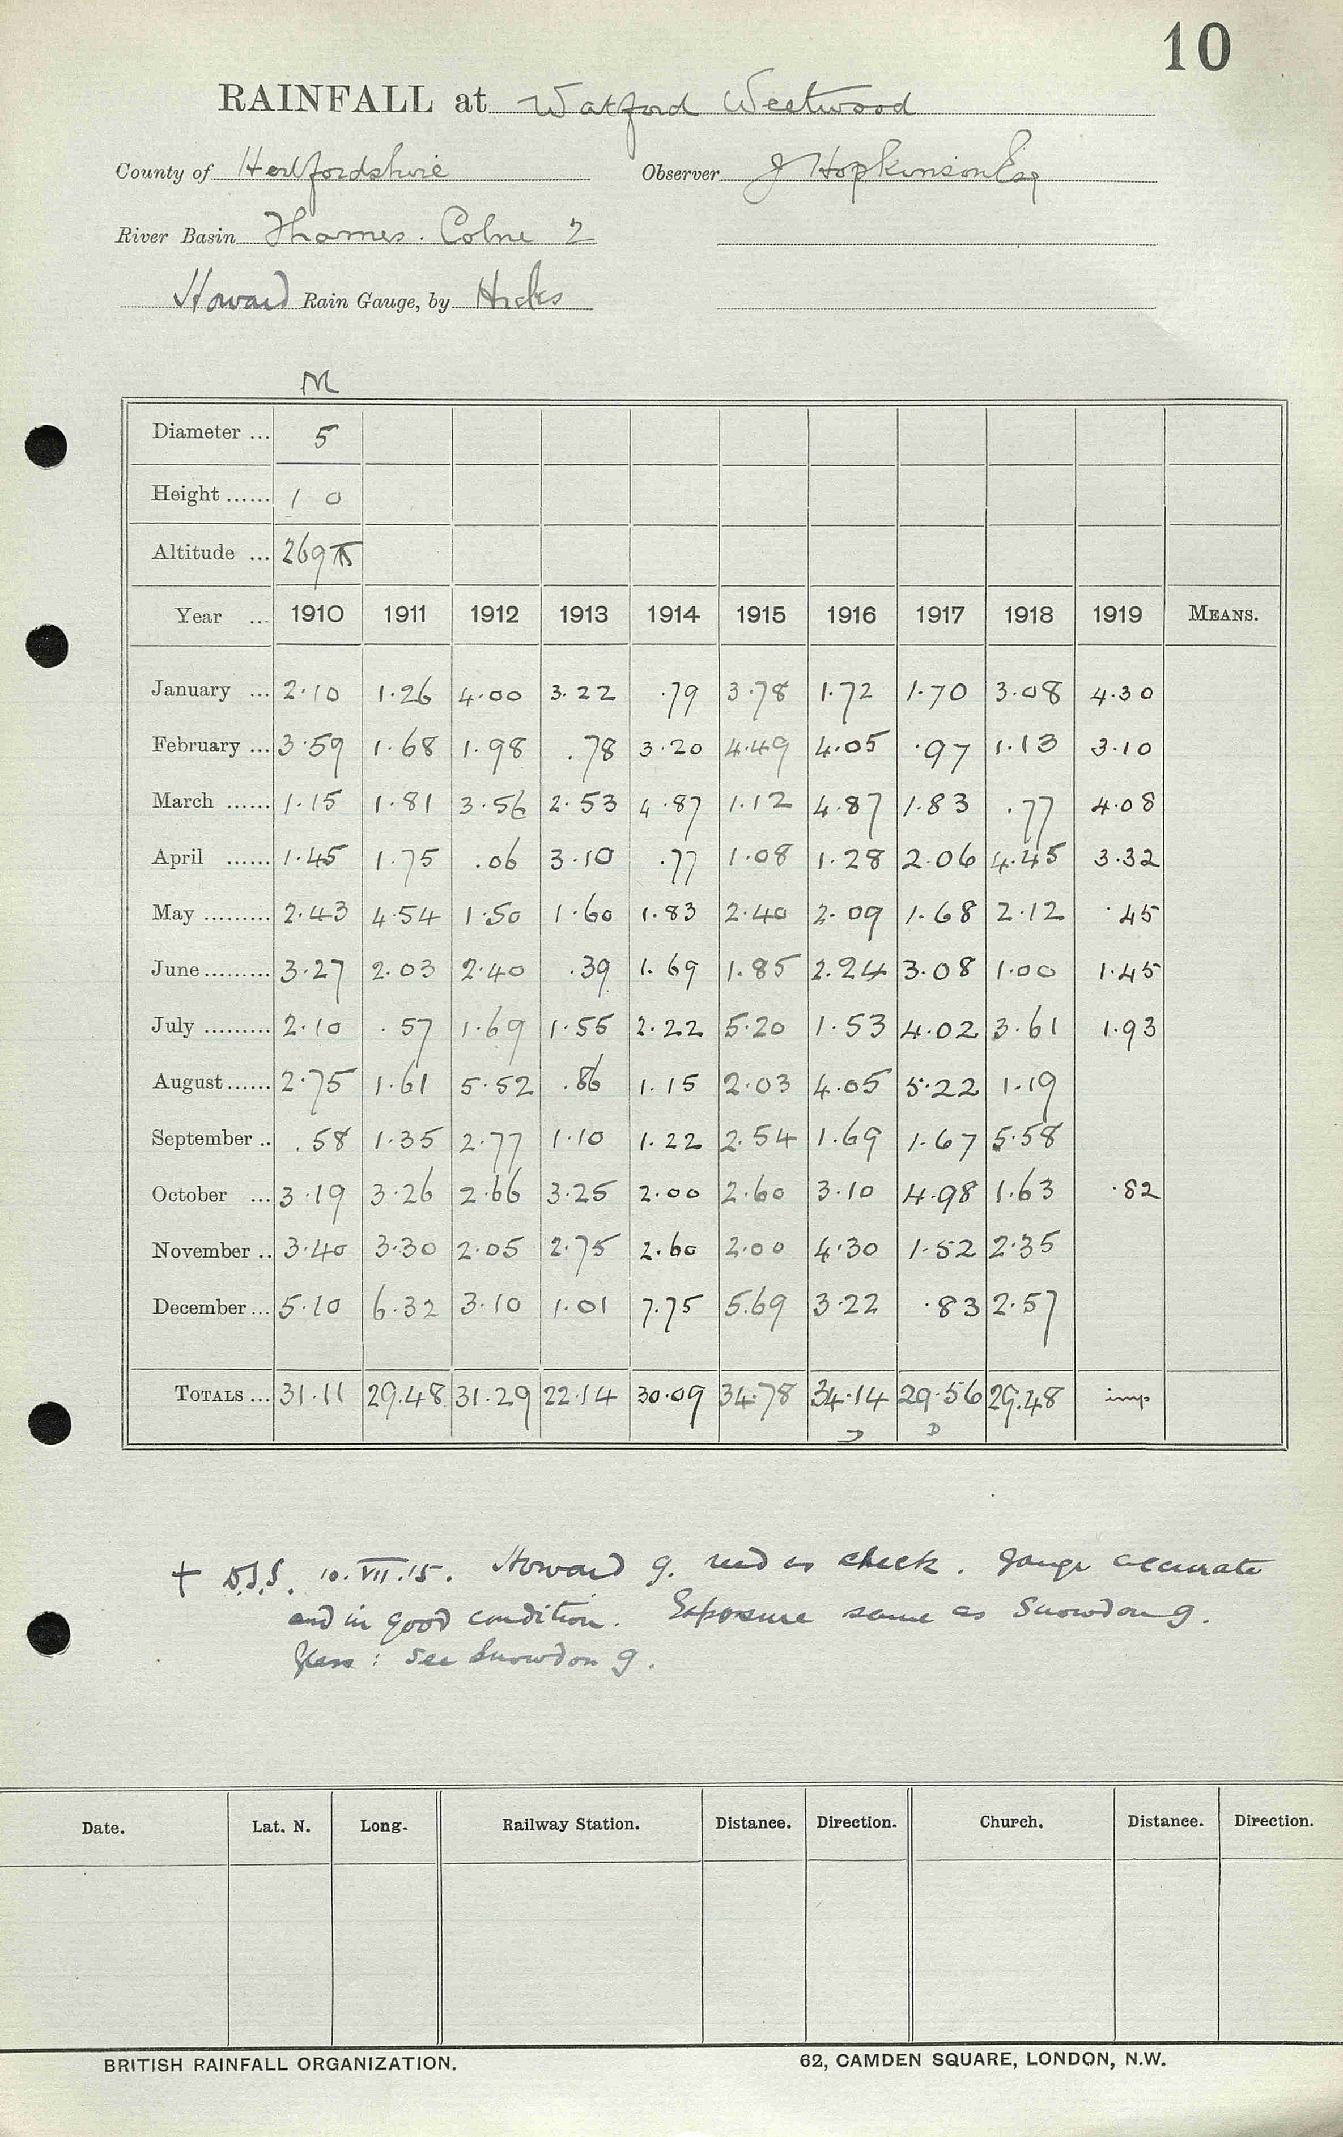 10
RAINFALL at Watford Westwood
County of Hertfordshire Observer J Hopkinson Esq
River Basin Thames. Colne 2
Howard Rain Gauge, by Hicks
M
Diameter ... 5
Height ...... 1 0
Altitude ... 269 ft
Year ... 1910 1911 1912 1913 1914 1915 1916 1917 1918 1919 MEANS.
January ... 2.10 1.26 4.00 3.22 .79 3.78 1.72 1.70 3.08 4.30
February ... 3.59 1.68 1.98 .78 3.20 4.49 4.05 .97 1.13 3.10
March ...... 1.15 1.81 3.56 2.53 4.87 1.12 4.87 1.83 .77 4.08
April ...... 1.45 1.75 .06 3.10 .77 1.08 1.28 2.06 4.45 3.32
May ......... 2.43 4.54 1.50 1.60 1.83 2.40 2.09 1.68 2.12 .45
June ......... 3.27 2.03 2.40 .39 1.69 1.85 2.24 3.08 1.00 1.45
July ......... 2.10 .57 1.69 1.55 2.22 5.20 1.53 4.02 3.61 1.93
August ...... 2.75 1.61 5.52 .86 1.15 2.03 4.05 5.22 1.19
September .. .58 1.35 2.77 1.10 1.22 2.54 1.69 1.67 5.58
October ... 3.19 3.26 2.66 3.25 2.00 2.60 3.10 4.98 1.63 .82
November .. 3.40 3.30 2.05 2.75 2.60 2.00 4.30 1.52 2.35
December ... 5.10 6.32 3.10 1.01 7.75 5.69 3.22 .83 2.57
TOTALS ... 31.11 29.48 31.29 22.14 30.09 34.78 34.14 29.56 29.48 imp
D D
+ 10.VII.15. Howard g. used as check. Gauge accurate
and in good condition. Exposure same as Snowdon g.
Glass: see Snowdon g.
Date. Lat. N. Long. Railway Station. Distance. Direction. Church. Distance. Direction.
BRITISH RAINFALL ORGANIZATION. 62, CAMDEN SQUARE, LONDON, N.W.